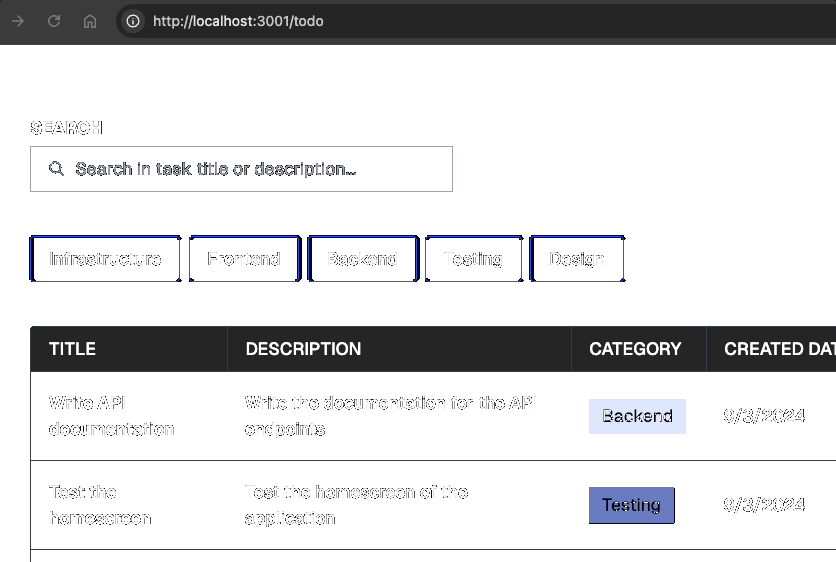 http://localhost:3001/todo
SEARCH
Search in task title or description...
Infrastructure Frontend Backend Testing Design
TITLE DESCRIPTION CATEGORY CREATED DAT
Write API documentation Write the documentation for the API endpoints Backend 9/3/2024
Test the homescreen Test the homescreen of the application Testing 9/3/2024